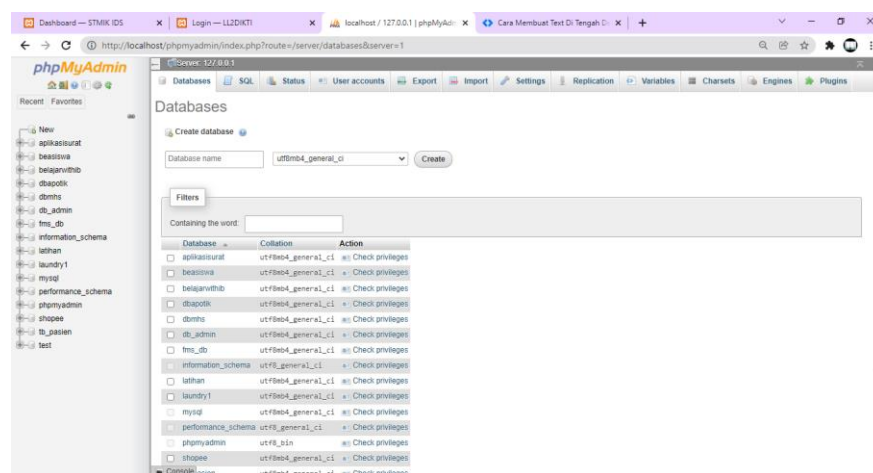 Dashboard — STMIK IDS
Login — LL2DIKTI
localhost / 127.0.0.1 | phpMyAdm
Cara Membuat Text Di Tengah Di
http://localhost/phpmyadmin/index.php?route=/server/databases&server=1
phpMyAdmin
Recent Favorites
New
aplikasisurat
beasiswa
belajarwthib
dbapotik
dbmhs
db_admin
fms_db
information_schema
latihan
laundry1
mysql
performance_schema
phpmyadmin
shopee
tb_pasien
test
Server: 127.0.0.1
Databases SQL Status User accounts Export Import Settings Replication Variables Charsets Engines Plugins
Databases
Create database
Database name utf8mb4_general_ci Create
Filters
Containing the word:
Database Collation Action
aplikasisurat utf8mb4_general_ci Check privileges
beasiswa utf8mb4_general_ci Check privileges
belajarwthib utf8mb4_general_ci Check privileges
dbapotik utf8mb4_general_ci Check privileges
dbmhs utf8mb4_general_ci Check privileges
db_admin utf8mb4_general_ci Check privileges
fms_db utf8mb4_general_ci Check privileges
information_schema utf8_general_ci Check privileges
latihan utf8mb4_general_ci Check privileges
laundry1 utf8mb4_general_ci Check privileges
mysql utf8mb4_general_ci Check privileges
performance_schema utf8_general_ci Check privileges
phpmyadmin utf8_bin Check privileges
shopee utf8mb4_general_ci Check privileges
Console utf8mb4_general_ci Check privileges